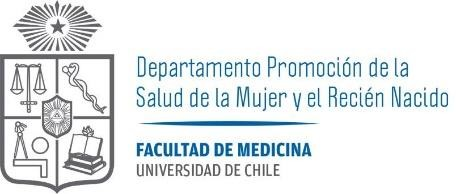 Departamento Promoción de la
Salud de la Mujer y el Recién Nacido
FACULTAD DE MEDICINA
UNIVERSIDAD DE CHILE